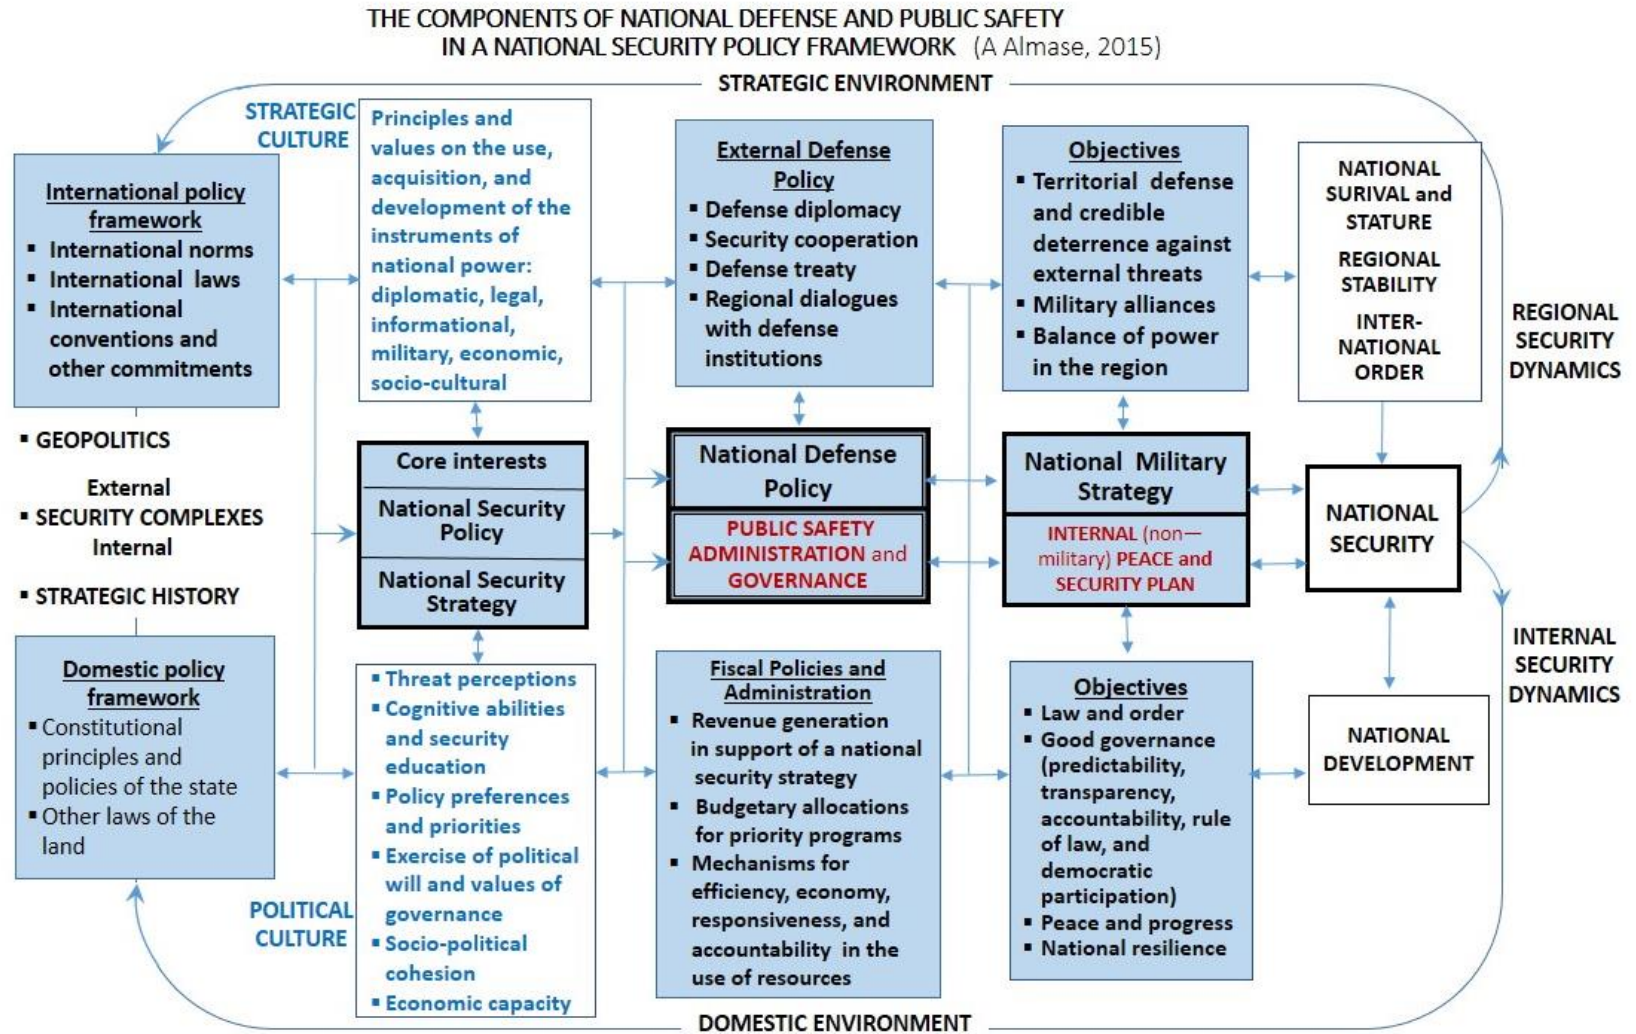 THE COMPONENTS OF NATIONAL DEFENSE AND PUBLIC SAFETY
IN A NATIONAL SECURITY POLICY FRAMEWORK (A Almase, 2015)
STRATEGIC ENVIRONMENT
STRATEGIC
CULTURE
International policy
framework
▪ International norms
▪ International laws
▪ International
conventions and
other commitments
▪ GEOPOLITICS
External
▪ SECURITY COMPLEXES
Internal
▪ STRATEGIC HISTORY
Domestic policy
framework
▪ Constitutional
principles and
policies of the state
▪ Other laws of the
land
Principles and
values on the use,
acquisition, and
development of the
instruments of
national power:
diplomatic, legal,
informational,
military, economic,
socio-cultural
Core interests
National Security
Policy
National Security
Strategy
▪ Threat perceptions
▪ Cognitive abilities
and security
education
▪ Policy preferences
and priorities
▪ Exercise of political
will and values of
governance
▪ Socio-political
cohesion
▪ Economic capacity
POLITICAL
CULTURE
External Defense
Policy
▪ Defense diplomacy
▪ Security cooperation
▪ Defense treaty
▪ Regional dialogues
with defense
institutions
National Defense
Policy
PUBLIC SAFETY
ADMINISTRATION and
GOVERNANCE
Fiscal Policies and
Administration
▪ Revenue generation
in support of a national
security strategy
▪ Budgetary allocations
for priority programs
▪ Mechanisms for
efficiency, economy,
responsiveness, and
accountability in the
use of resources
Objectives
▪ Territorial defense
and credible
deterrence against
external threats
▪ Military alliances
▪ Balance of power
in the region
National Military
Strategy
INTERNAL (non—
military) PEACE and
SECURITY PLAN
Objectives
▪ Law and order
▪ Good governance
(predictability,
transparency,
accountability, rule
of law, and
democratic
participation)
▪ Peace and progress
▪ National resilience
NATIONAL
SURIVAL and
STATURE
REGIONAL
STABILITY
INTER-
NATIONAL
ORDER
NATIONAL
SECURITY
NATIONAL
DEVELOPMENT
REGIONAL
SECURITY
DYNAMICS
INTERNAL
SECURITY
DYNAMICS
DOMESTIC ENVIRONMENT